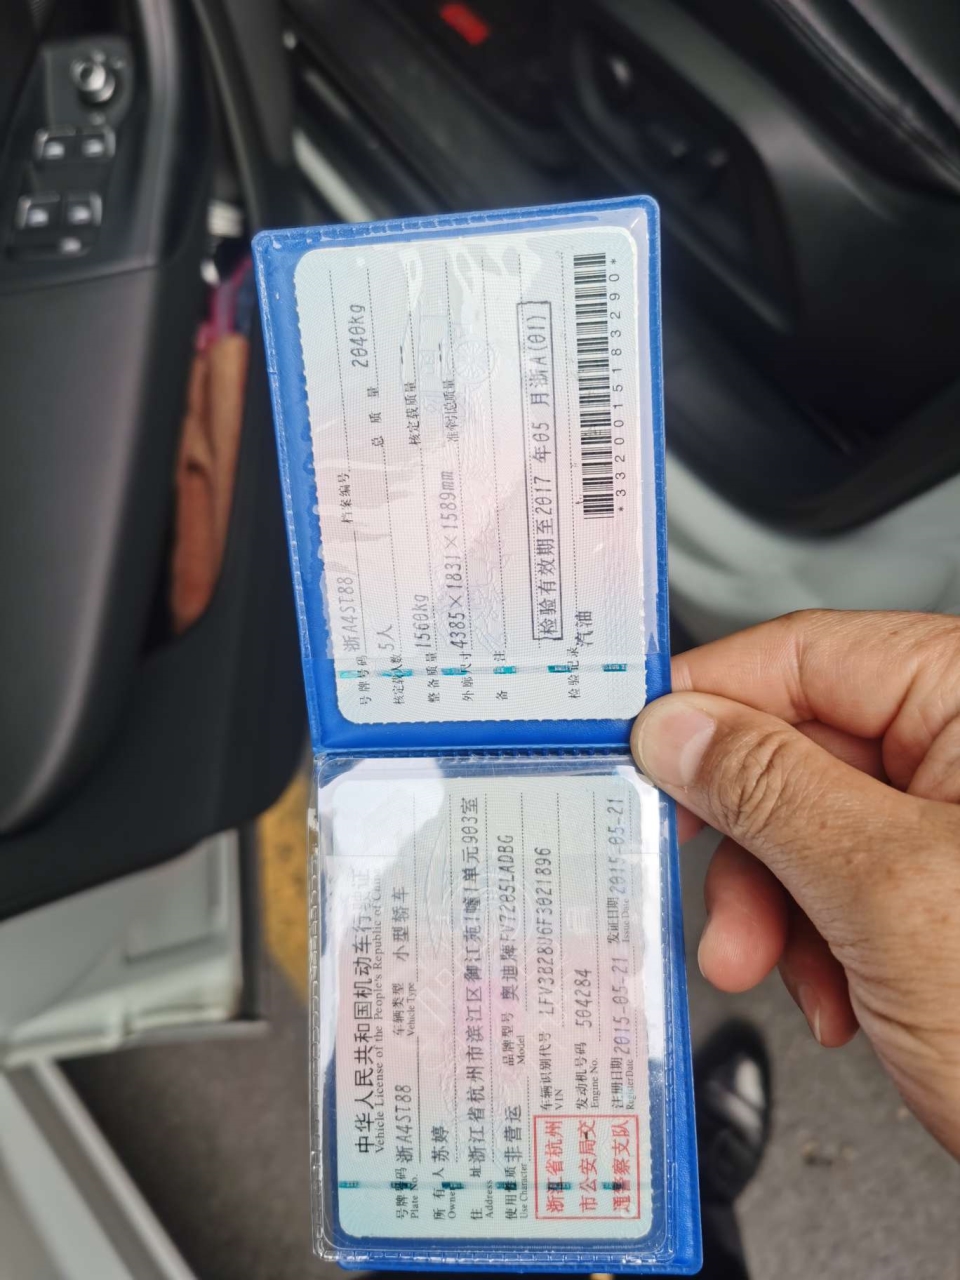 中华人民共和国机动车行驶证
Vehicle License of the People's Republic of China
号牌号码 浙A4ST88 车辆类型 小型轿车
Plate No. Vehicle Type
所有人 苏婷
Owner
住址 浙江省杭州市滨江区御江苑1幢1单元903室
Address
使用性质 非营运 品牌型号 奥迪牌FV7205LADBG
Use Character Model
浙江省杭州
市公安局交
通警察支队
车辆识别代号 LFV3B28U6F3021896
VIN
发动机号码 504284
Engine No.
注册日期 2015-05-21 发证日期 2015-05-21
Register Date Issue Date
号牌号码 浙A4ST88 档案编号
核定载人数 5人 总质量 2040kg
整备质量 1560kg 核定载质量 --
外廓尺寸 4385×1831×1589mm 准牵引总质量 --
备注
检验有效期至2017年05月浙A(01)
检验记录 汽油
*3320015183290*